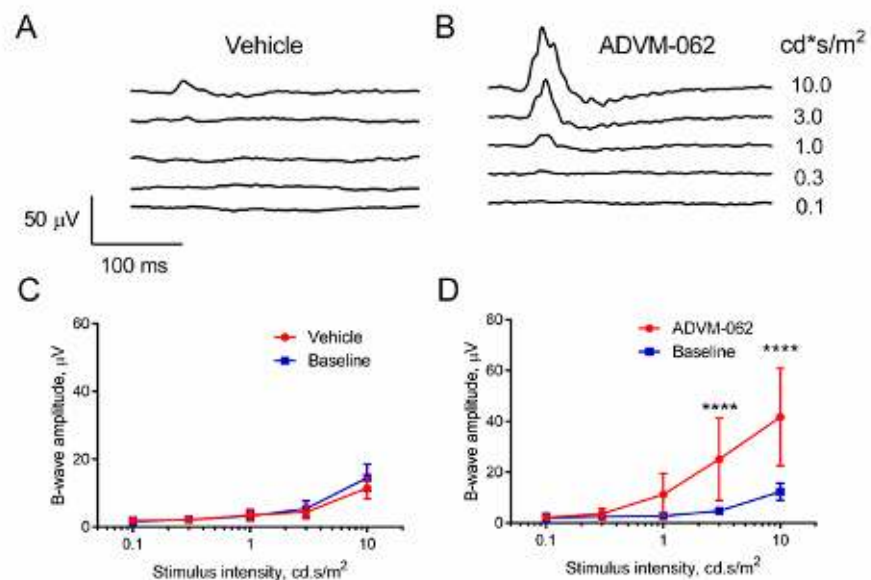 A
Vehicle
50 µV
100 ms
B
ADVM-062
cd*s/m²
10.0
3.0
1.0
0.3
0.1
C
B-wave amplitude, µV
60
40
20
0
Vehicle
Baseline
0.1
1
10
Stimulus intensity, cd.s/m²
D
B-wave amplitude, µV
80
60
40
20
0
ADVM-062
Baseline
****
****
0.1
1
10
Stimulus intensity, cd.s/m²